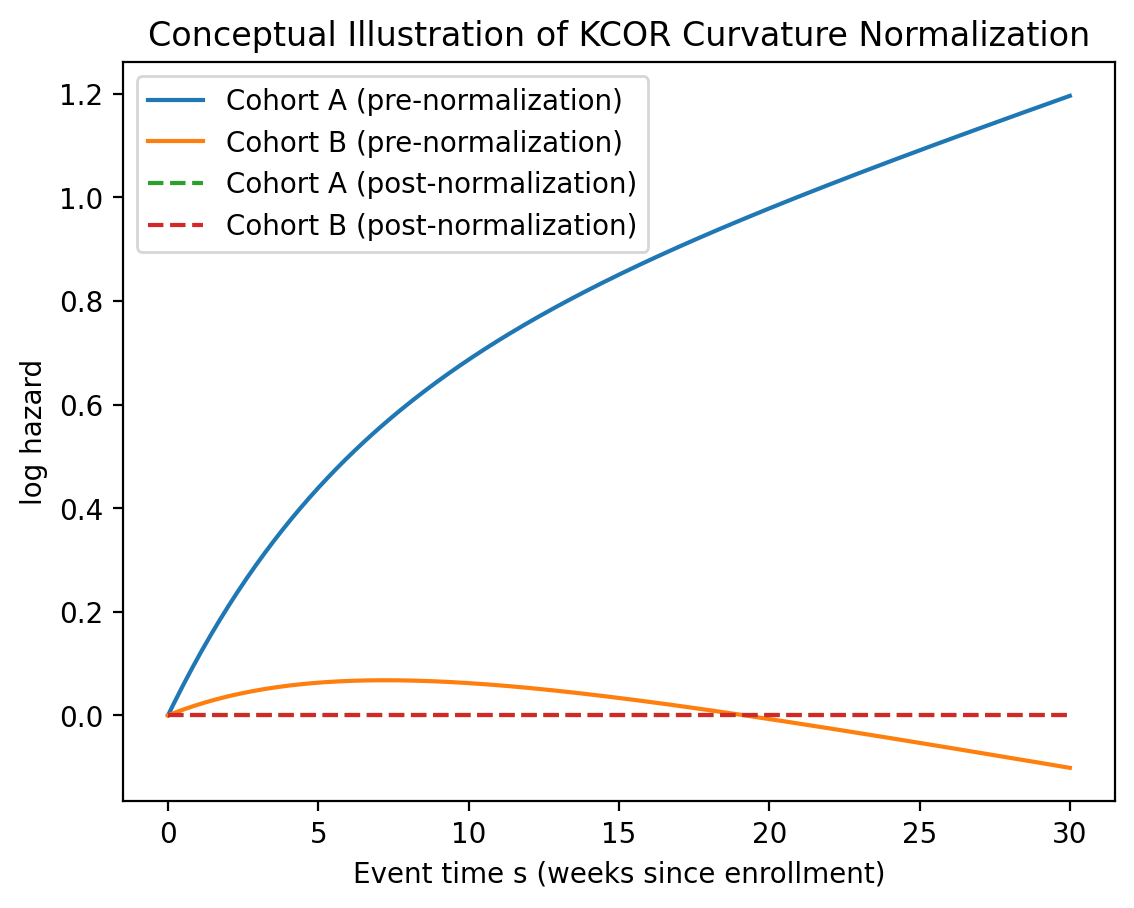 Conceptual Illustration of KCOR Curvature Normalization
Cohort A (pre-normalization)
Cohort B (pre-normalization)
Cohort A (post-normalization)
Cohort B (post-normalization)
1.2
1.0
0.8
0.6
0.4
0.2
0.0
log hazard
0 5 10 15 20 25 30
Event time s (weeks since enrollment)